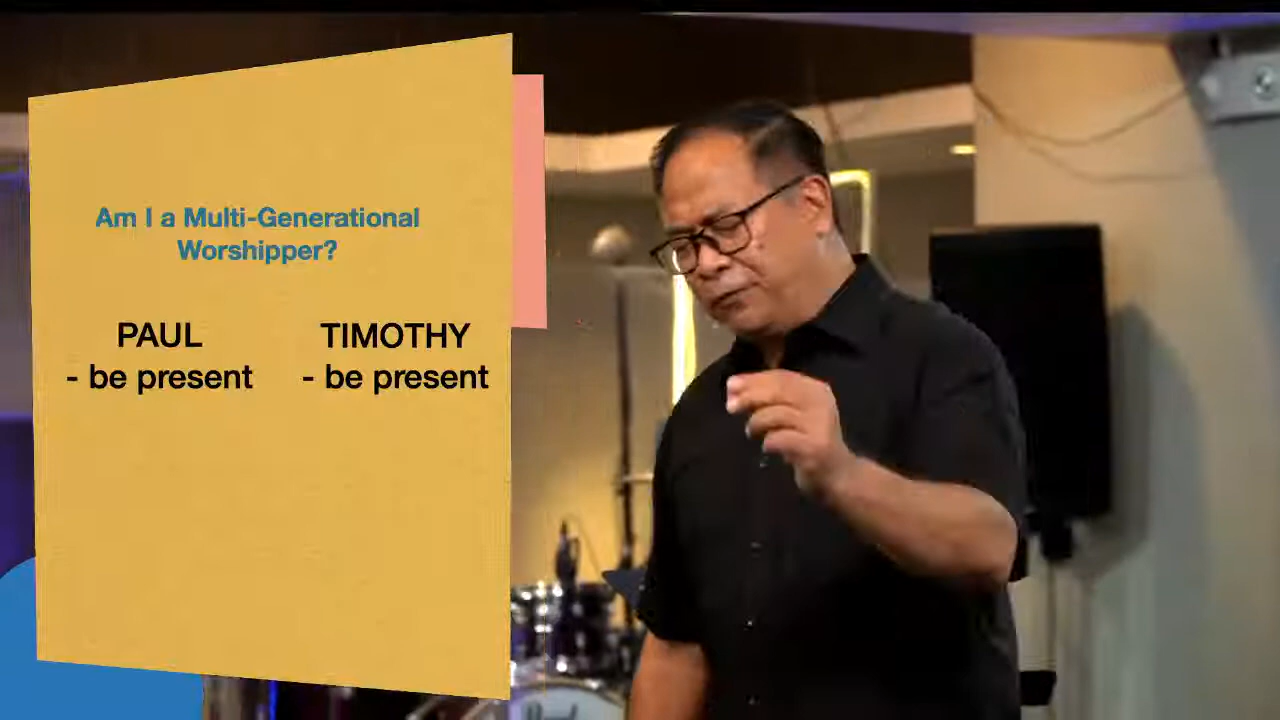 Am I a Multi-Generational
Worshipper?
PAUL TIMOTHY
- be present - be present